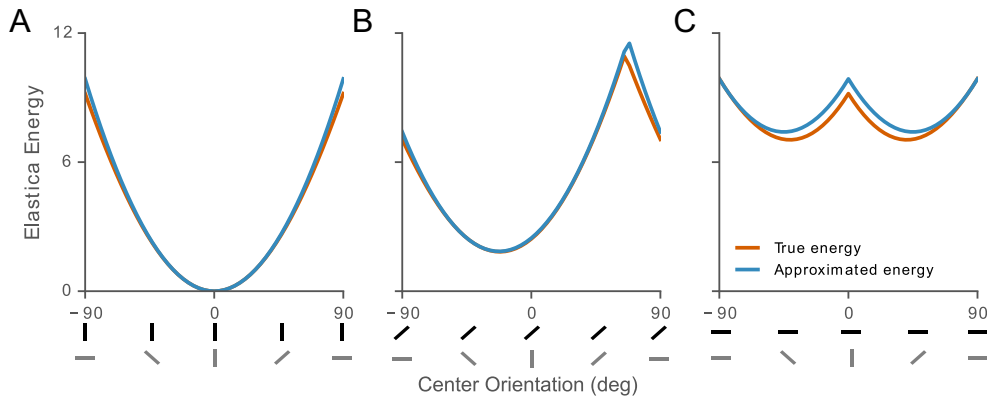 A
B
C
12
6
0
Elastica Energy
True energy
Approximated energy
−90
0
90
−90
0
90
−90
0
90
Center Orientation (deg)